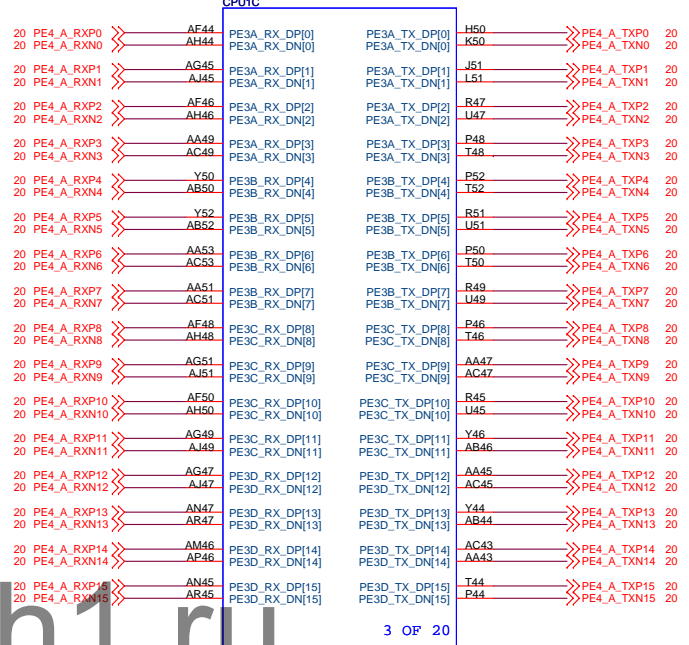 CPU1C
20 PE4_A_RXP0 AF44 PE3A_RX_DP[0] PE3A_TX_DP[0] H50 PE4_A_TXP0 20
20 PE4_A_RXN0 AH44 PE3A_RX_DN[0] PE3A_TX_DN[0] K50 PE4_A_TXN0 20
20 PE4_A_RXP1 AG45 PE3A_RX_DP[1] PE3A_TX_DP[1] J51 PE4_A_TXP1 20
20 PE4_A_RXN1 AJ45 PE3A_RX_DN[1] PE3A_TX_DN[1] L51 PE4_A_TXN1 20
20 PE4_A_RXP2 AF46 PE3A_RX_DP[2] PE3A_TX_DP[2] R47 PE4_A_TXP2 20
20 PE4_A_RXN2 AH46 PE3A_RX_DN[2] PE3A_TX_DN[2] U47 PE4_A_TXN2 20
20 PE4_A_RXP3 AA49 PE3A_RX_DP[3] PE3A_TX_DP[3] P48 PE4_A_TXP3 20
20 PE4_A_RXN3 AC49 PE3A_RX_DN[3] PE3A_TX_DN[3] T48 PE4_A_TXN3 20
20 PE4_A_RXP4 Y50 PE3B_RX_DP[4] PE3B_TX_DP[4] P52 PE4_A_TXP4 20
20 PE4_A_RXN4 AB50 PE3B_RX_DN[4] PE3B_TX_DN[4] T52 PE4_A_TXN4 20
20 PE4_A_RXP5 Y52 PE3B_RX_DP[5] PE3B_TX_DP[5] R51 PE4_A_TXP5 20
20 PE4_A_RXN5 AB52 PE3B_RX_DN[5] PE3B_TX_DN[5] U51 PE4_A_TXN5 20
20 PE4_A_RXP6 AA53 PE3B_RX_DP[6] PE3B_TX_DP[6] P50 PE4_A_TXP6 20
20 PE4_A_RXN6 AC53 PE3B_RX_DN[6] PE3B_TX_DN[6] T50 PE4_A_TXN6 20
20 PE4_A_RXP7 AA51 PE3B_RX_DP[7] PE3B_TX_DP[7] R49 PE4_A_TXP7 20
20 PE4_A_RXN7 AC51 PE3B_RX_DN[7] PE3B_TX_DN[7] U49 PE4_A_TXN7 20
20 PE4_A_RXP8 AF48 PE3C_RX_DP[8] PE3C_TX_DP[8] P46 PE4_A_TXP8 20
20 PE4_A_RXN8 AH48 PE3C_RX_DN[8] PE3C_TX_DN[8] T46 PE4_A_TXN8 20
20 PE4_A_RXP9 AG51 PE3C_RX_DP[9] PE3C_TX_DP[9] AA47 PE4_A_TXP9 20
20 PE4_A_RXN9 AJ51 PE3C_RX_DN[9] PE3C_TX_DN[9] AC47 PE4_A_TXN9 20
20 PE4_A_RXP10 AF50 PE3C_RX_DP[10] PE3C_TX_DP[10] R45 PE4_A_TXP10 20
20 PE4_A_RXN10 AH50 PE3C_RX_DN[10] PE3C_TX_DN[10] U45 PE4_A_TXN10 20
20 PE4_A_RXP11 AG49 PE3C_RX_DP[11] PE3C_TX_DP[11] Y46 PE4_A_TXP11 20
20 PE4_A_RXN11 AJ49 PE3C_RX_DN[11] PE3C_TX_DN[11] AB46 PE4_A_TXN11 20
20 PE4_A_RXP12 AG47 PE3D_RX_DP[12] PE3D_TX_DP[12] AA45 PE4_A_TXP12 20
20 PE4_A_RXN12 AJ47 PE3D_RX_DN[12] PE3D_TX_DN[12] AC45 PE4_A_TXN12 20
20 PE4_A_RXP13 AN47 PE3D_RX_DP[13] PE3D_TX_DP[13] Y44 PE4_A_TXP13 20
20 PE4_A_RXN13 AR47 PE3D_RX_DN[13] PE3D_TX_DN[13] AB44 PE4_A_TXN13 20
20 PE4_A_RXP14 AM46 PE3D_RX_DP[14] PE3D_TX_DP[14] AC43 PE4_A_TXP14 20
20 PE4_A_RXN14 AP46 PE3D_RX_DN[14] PE3D_TX_DN[14] AA43 PE4_A_TXN14 20
20 PE4_A_RXP15 AN45 PE3D_RX_DP[15] PE3D_TX_DP[15] T44 PE4_A_TXP15 20
20 PE4_A_RXN15 AR45 PE3D_RX_DN[15] PE3D_TX_DN[15] P44 PE4_A_TXN15 20
h1.ru
3 OF 20